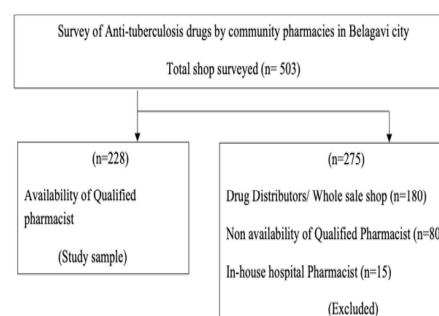 Survey of Anti-tuberculosis drugs by community pharmacies in Belagavi city
Total shop surveyed (n= 503)
(n=228)
Availability of Qualified
pharmacist
(Study sample)
(n=275)
Drug Distributors/ Whole sale shop (n=180)
Non availability of Qualified Pharmacist (n=80
In-house hospital Pharmacist (n=15)
(Excluded)